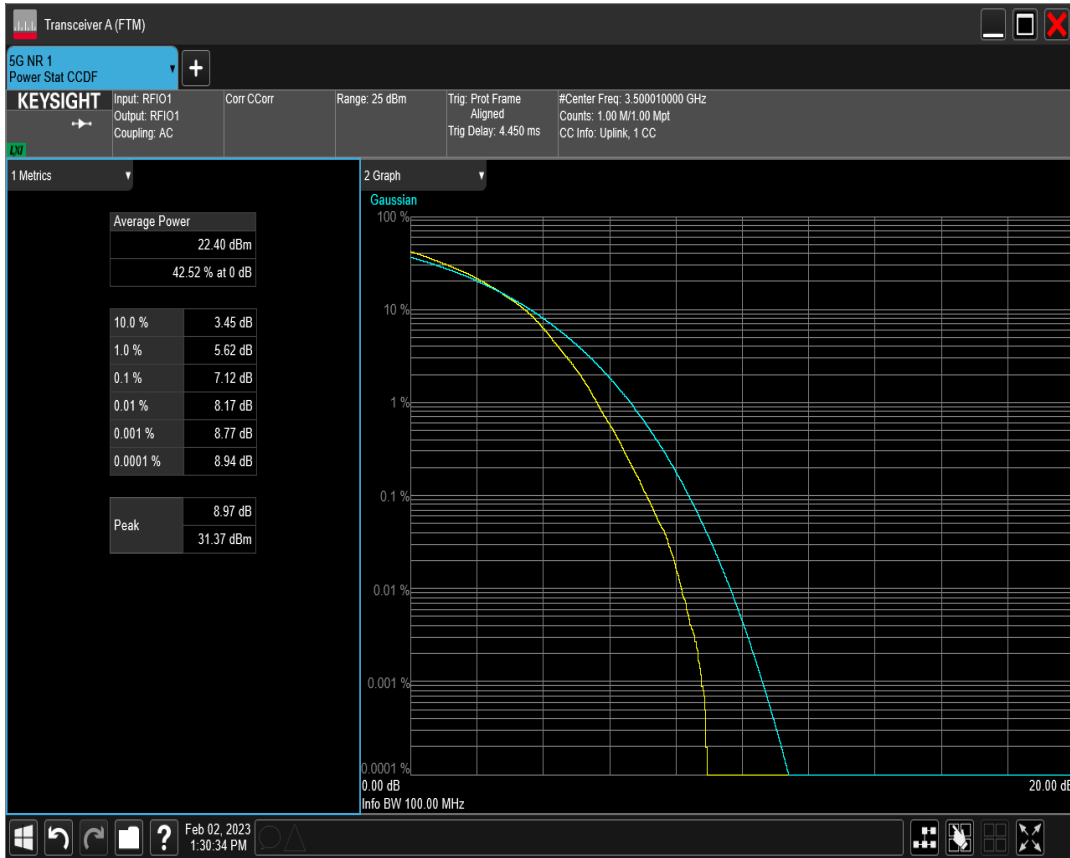 Transceiver A (FTM)
5G NR 1
Power Stat CCDF
KEYSIGHT
LXI
Input: RFIO1
Output: RFIO1
Coupling: AC
Corr CCorr
Range: 25 dBm
Trig: Prot Frame
Aligned
Trig Delay: 4.450 ms
#Center Freq: 3.500010000 GHz
Counts: 1.00 M/1.00 Mpt
CC Info: Uplink, 1 CC
1 Metrics
Average Power
22.40 dBm
42.52 % at 0 dB
10.0 % 3.45 dB
1.0 % 5.62 dB
0.1 % 7.12 dB
0.01 % 8.17 dB
0.001 % 8.77 dB
0.0001 % 8.94 dB
Peak
8.97 dB
31.37 dBm
2 Graph
Gaussian
100 %
10 %
1 %
0.1 %
0.01 %
0.001 %
0.0001 %
0.00 dB
20.00 dB
Info BW 100.00 MHz
?
Feb 02, 2023
1:30:34 PM